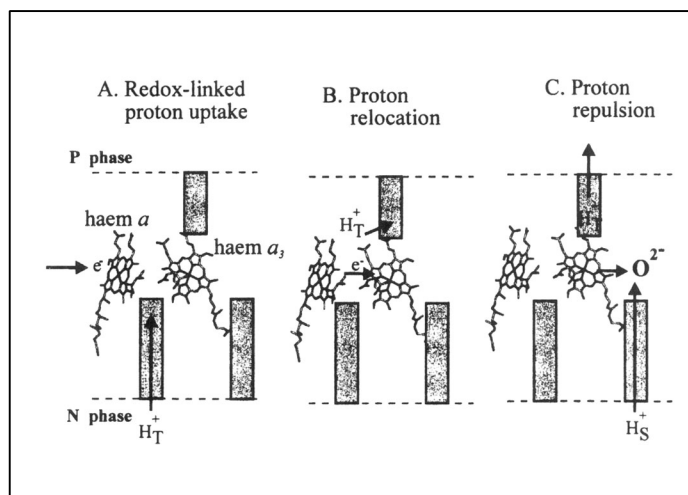 A. Redox-linked
proton uptake
B. Proton
relocation
C. Proton
repulsion
P phase
haem a
haem a3
e-
N phase
H+T
H+T
e-
O2-
H+S